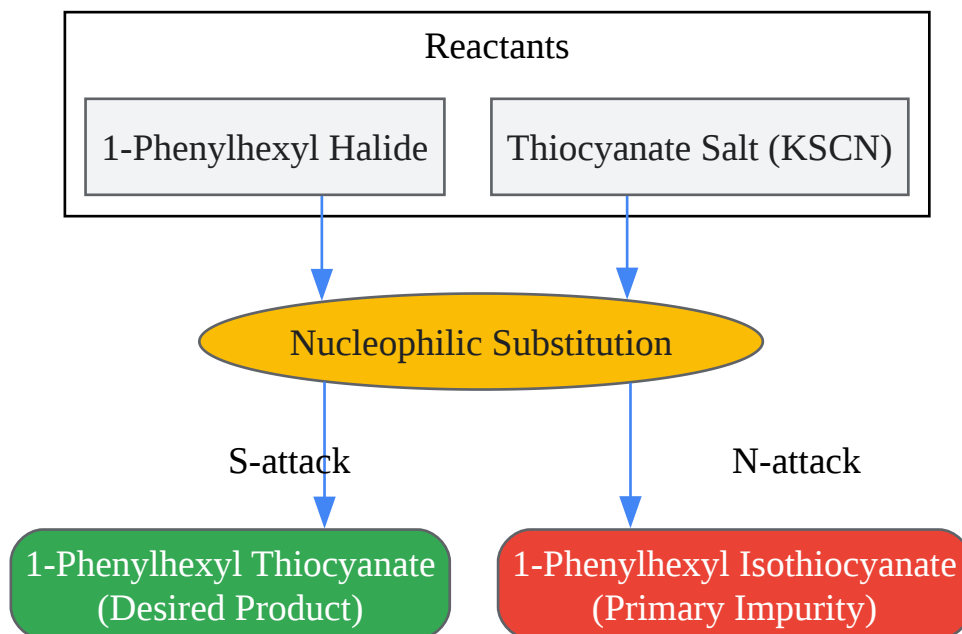 Reactants
1-Phenylhexyl Halide
Thiocyanate Salt (KSCN)
Nucleophilic Substitution
S-attack
N-attack
1-Phenylhexyl Thiocyanate
(Desired Product)
1-Phenylhexyl Isothiocyanate
(Primary Impurity)